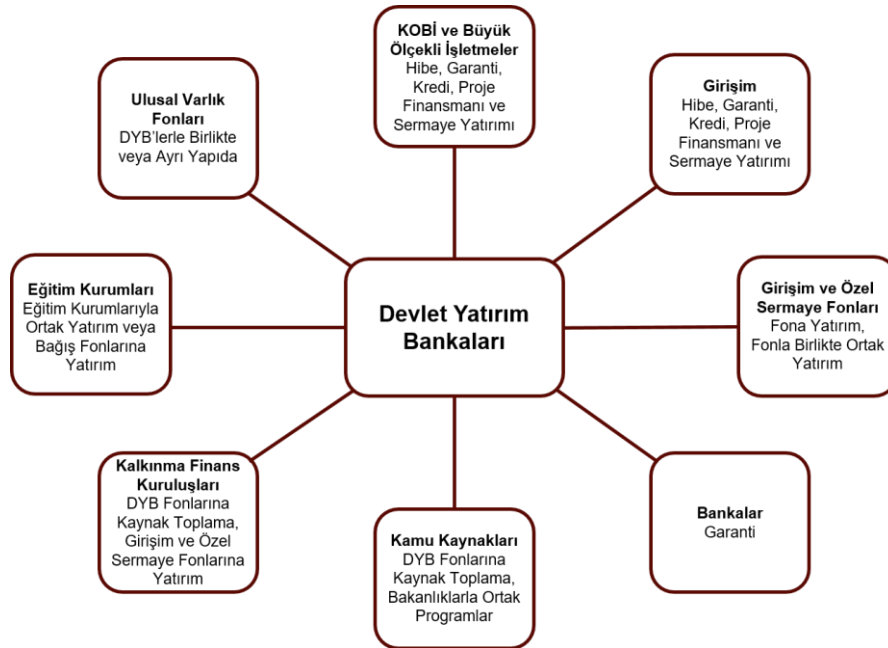 KOBİ ve Büyük
Ölçekli İşletmeler
Hibe, Garanti,
Kredi, Proje
Finansmanı ve
Sermaye Yatırımı
Ulusal Varlık
Fonları
DYB'lerle Birlikte
veya Ayrı Yapıda
Girişim
Hibe, Garanti,
Kredi, Proje
Finansmanı ve
Sermaye Yatırımı
Eğitim Kurumları
Eğitim Kurumlarıyla
Ortak Yatırım veya
Bağış Fonlarına
Yatırım
Devlet Yatırım
Bankaları
Girişim ve Özel
Sermaye Fonları
Fona Yatırım,
Fonla Birlikte Ortak
Yatırım
Kalkınma Finans
Kuruluşları
DYB Fonlarına
Kaynak Toplama,
Girişim ve Özel
Sermaye Fonlarına
Yatırım
Kamu Kaynakları
DYB Fonlarına
Kaynak Toplama,
Bakanlıklarla Ortak
Programlar
Bankalar
Garanti